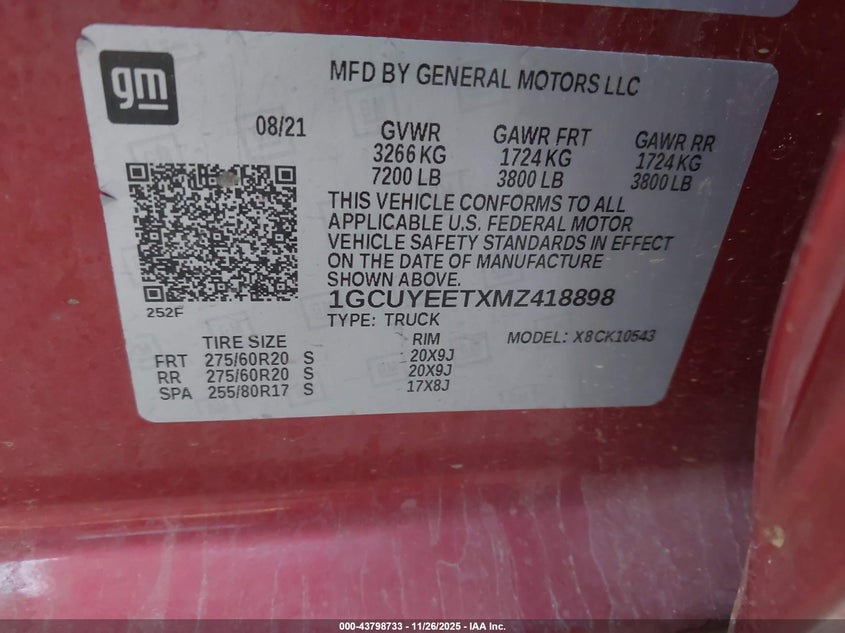 gm
MFD BY GENERAL MOTORS LLC
08/21 GVWR GAWR FRT GAWR RR
3266 KG 1724 KG 1724 KG
7200 LB 3800 LB 3800 LB
THIS VEHICLE CONFORMS TO ALL
APPLICABLE U.S. FEDERAL MOTOR
VEHICLE SAFETY STANDARDS IN EFFECT
ON THE DATE OF MANUFACTURE
SHOWN ABOVE.
1GCUYEETXMZ418898
252F
TYPE: TRUCK
MODEL: X8CK10543
TIRE SIZE RIM
FRT 275/60R20 S 20X9J
RR 275/60R20 S 20X9J
SPA 255/80R17 S 17X8J
000-43798733 - 11/26/2025 - IAA Inc.